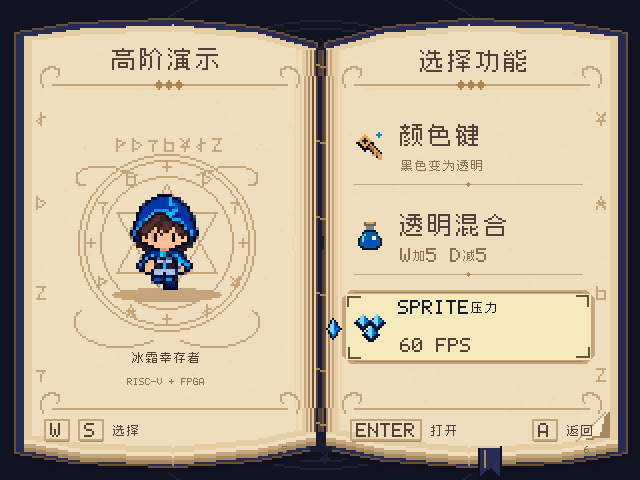 高阶演示
冰霜幸存者
RISC-V + FPGA
W S 选择
选择功能
颜色键
黑色变为透明
透明混合
W加5 D减5
SPRITE压力
60 FPS
ENTER 打开 A 返回
6